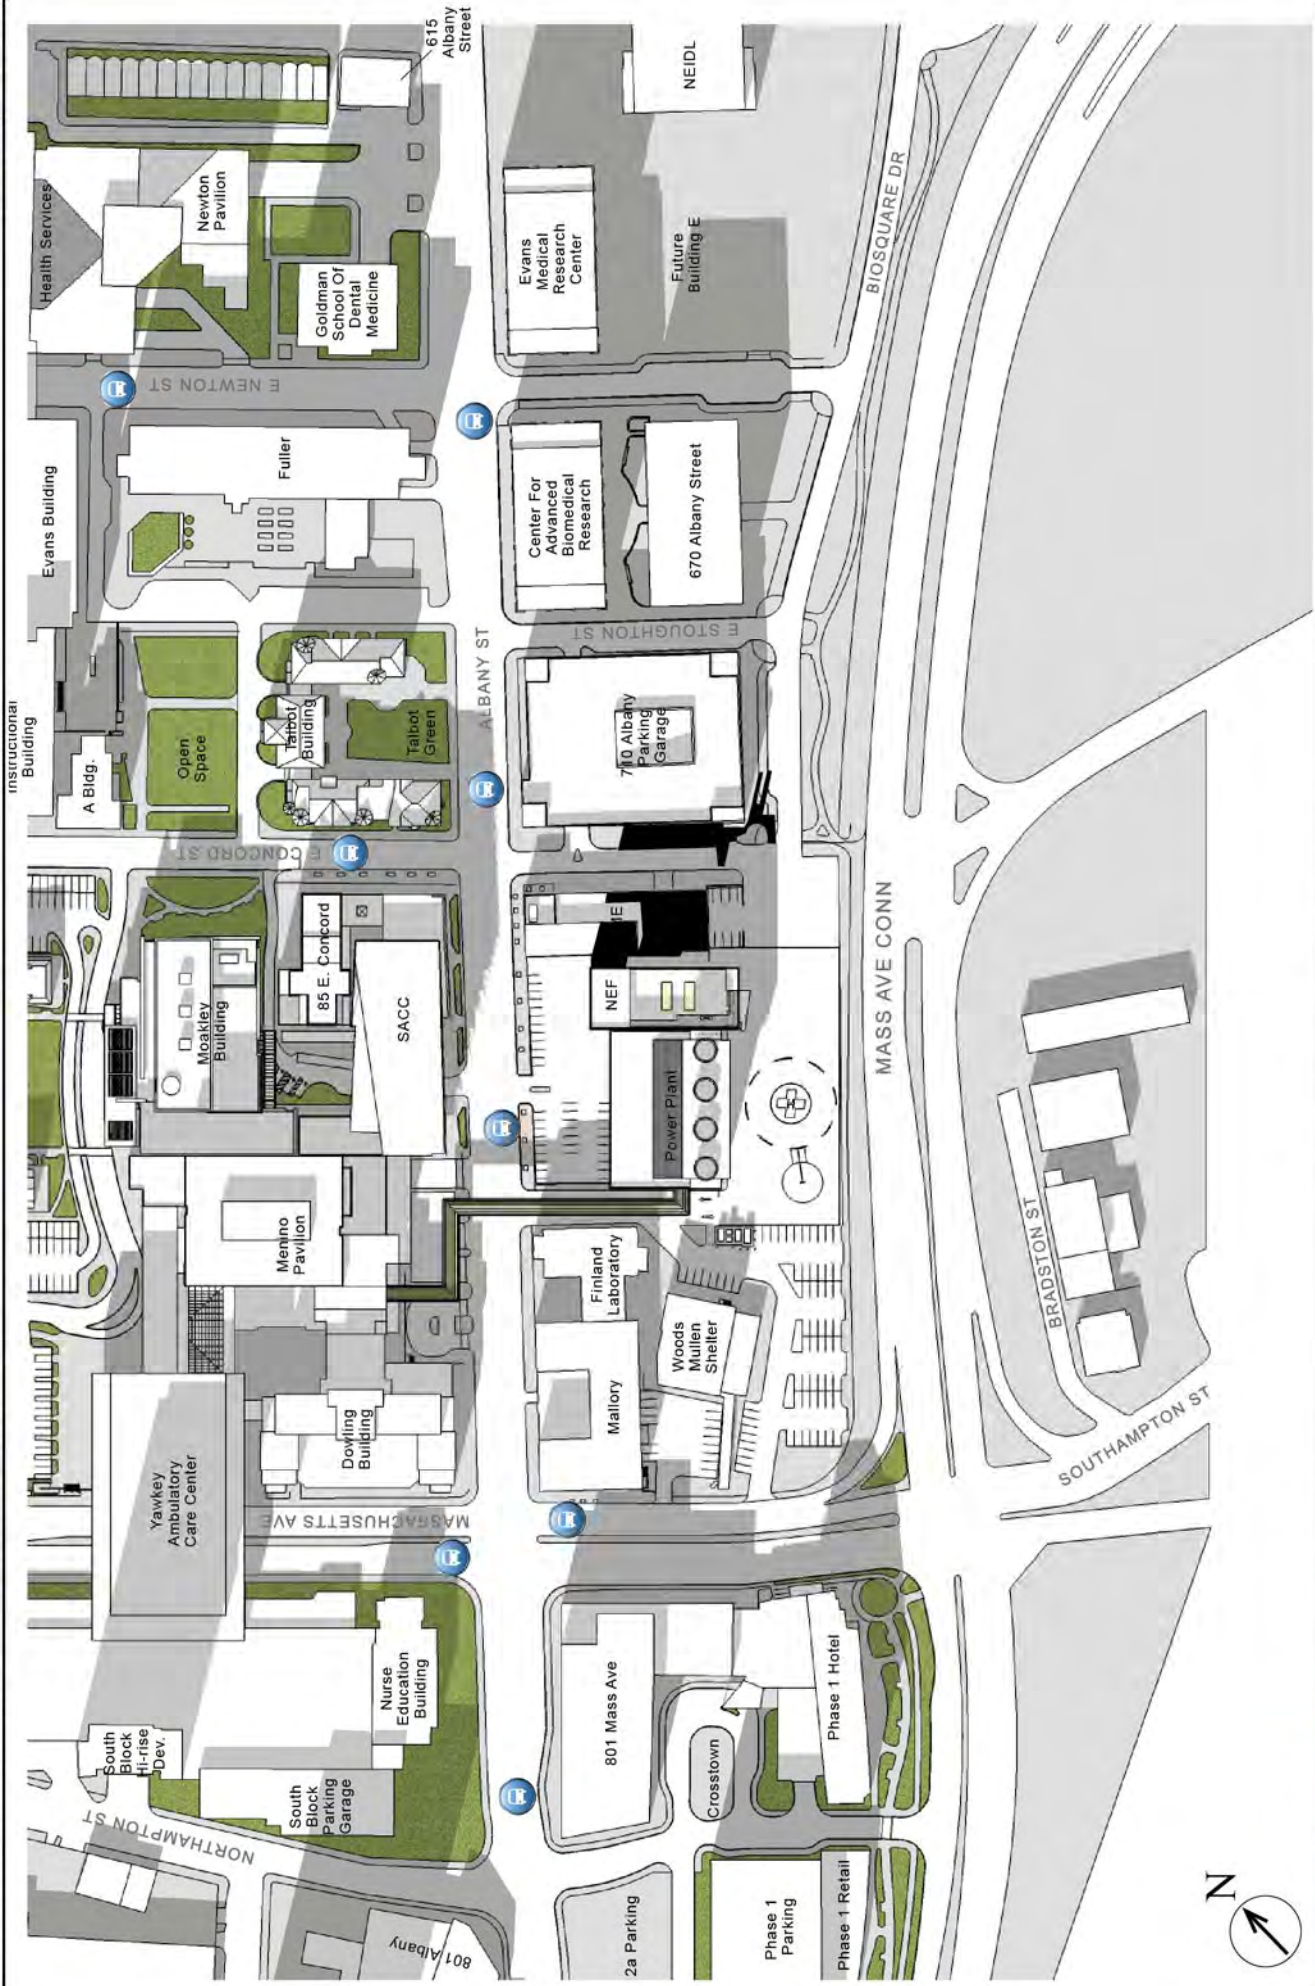 615
Albany
Street
NEIDL
Health Services
Newton
Pavilion
Goldman
School Of
Dental
Medicine
Evans
Medical
Research
Center
Future
Building E
BIOSQUARE DR
E NEWTON ST
Evans Building
Fuller
Center For
Advanced
Biomedical
Research
670 Albany Street
E STOUGHTON ST
ALBANY ST
Instructional
Building
A Bldg.
Open
Space
Talbot
Building
Talbot
Green
710 Albany
Parking
Garage
E CONCORD ST
Moakley
Building
85 E. Concord
SACC
ME
NEF
Power Plant
MASS AVE CONN
Menino
Pavilion
Finland
Laboratory
Woods
Mullen
Shelter
Mallory
BRADSTON ST
SOUTHAMPTON ST
Dowling
Building
Yawkey
Ambulatory
Care Center
MASSACHUSETTS AVE
Nurse
Education
Building
801 Mass Ave
Phase 1 Hotel
Crosstown
South
Block
Hi-rise
Dev.
South
Block
Parking
Garage
NORTHAMPTON ST
801 Albany
2a Parking
Phase 1
Parking
Phase 1 Retail
N